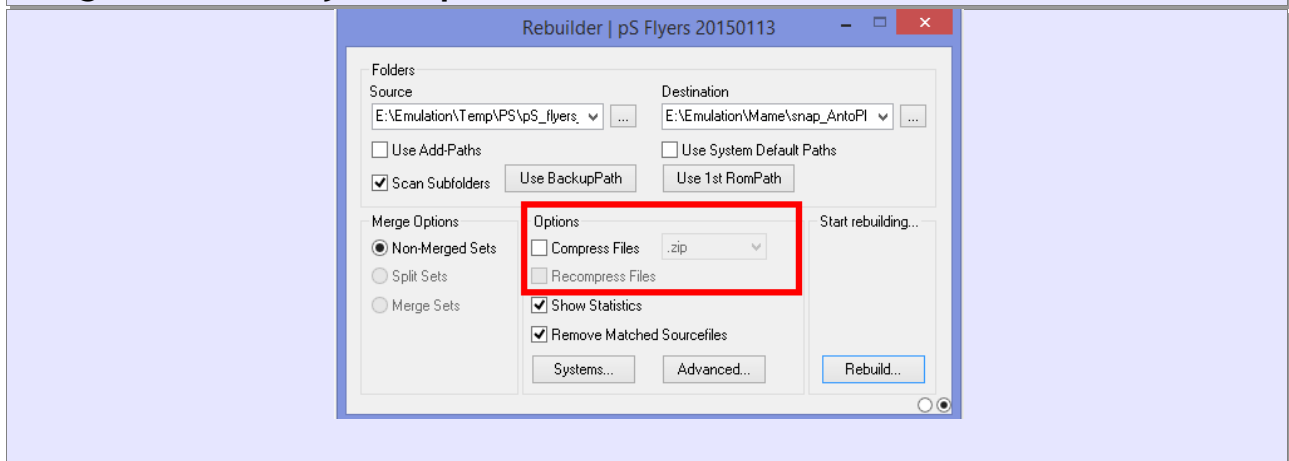 Rebuilder | pS Flyers 20150113
Folders
Source
Destination
E:\Emulation\Temp\PS\pS_flyers_
...
E:\Emulation\Mame\snap_AntoPI
...
Use Add-Paths
Use System Default Paths
Scan Subfolders
Use BackupPath
Use 1st RomPath
Merge Options
Options
Start rebuilding...
Non-Merged Sets
Compress Files
.zip
Split Sets
Recompress Files
Merge Sets
Show Statistics
Remove Matched Sourcefiles
Systems...
Advanced...
Rebuild...